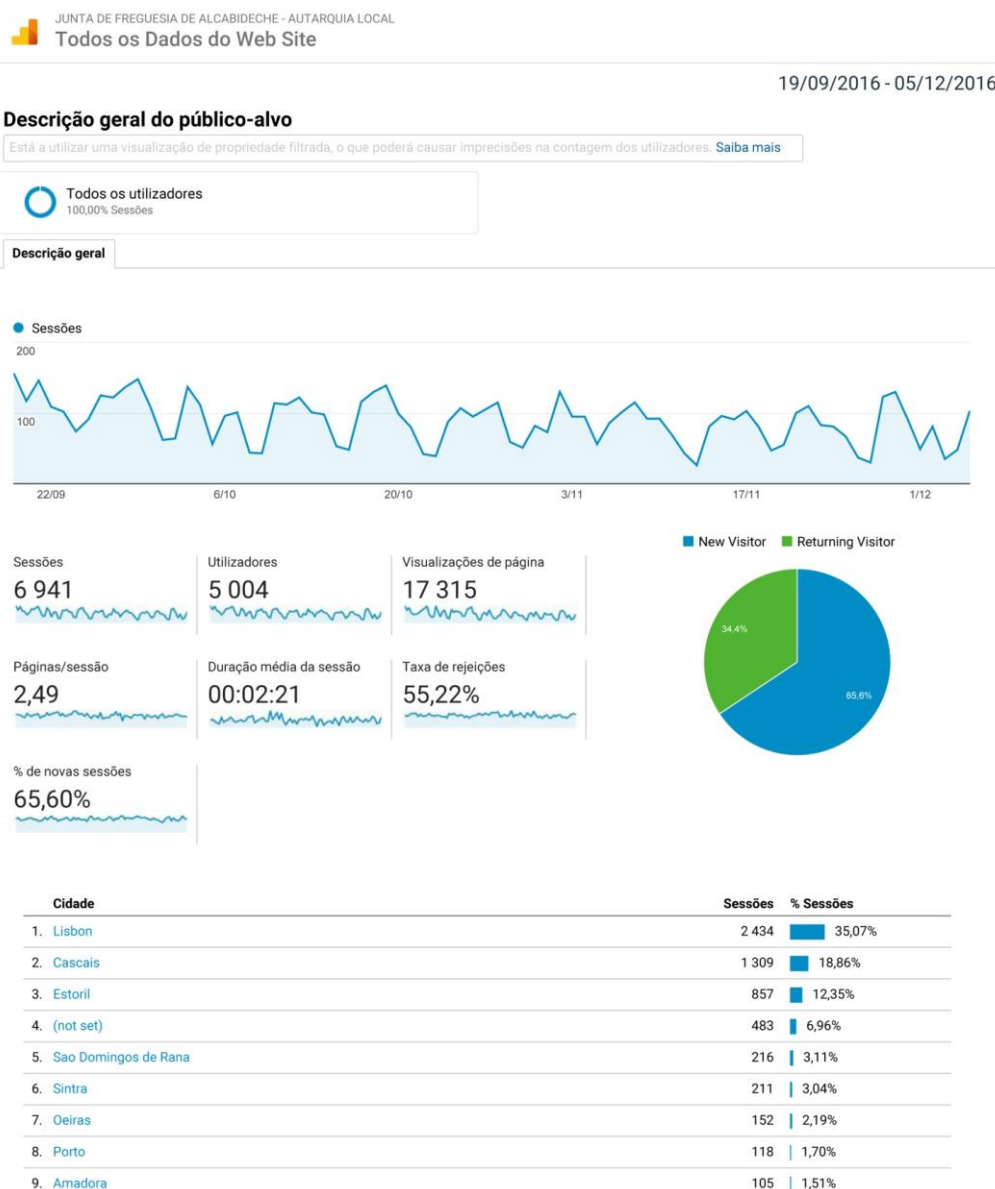 JUNTA DE FREGUESIA DE ALCABIDECHE - AUTARQUIA LOCAL
Todos os Dados do Web Site
19/09/2016 - 05/12/2016
Descrição geral do público-alvo
Está a utilizar uma visualização de propriedade filtrada, o que poderá causar imprecisões na contagem dos utilizadores. Saiba mais
Todos os utilizadores
100,00% Sessões
Descrição geral
Sessões
200
100
22/09 6/10 20/10 3/11 17/11 1/12
New Visitor Returning Visitor
Sessões Utilizadores Visualizações de página
6 941 5 004 17 315
34,4%
65,6%
Páginas/sessão Duração média da sessão Taxa de rejeições
2,49 00:02:21 55,22%
% de novas sessões
65,60%
Cidade Sessões % Sessões
1. Lisbon 2 434 35,07%
2. Cascais 1 309 18,86%
3. Estoril 857 12,35%
4. (not set) 483 6,96%
5. Sao Domingos de Rana 216 3,11%
6. Sintra 211 3,04%
7. Oeiras 152 2,19%
8. Porto 118 1,70%
9. Amadora 105 1,51%